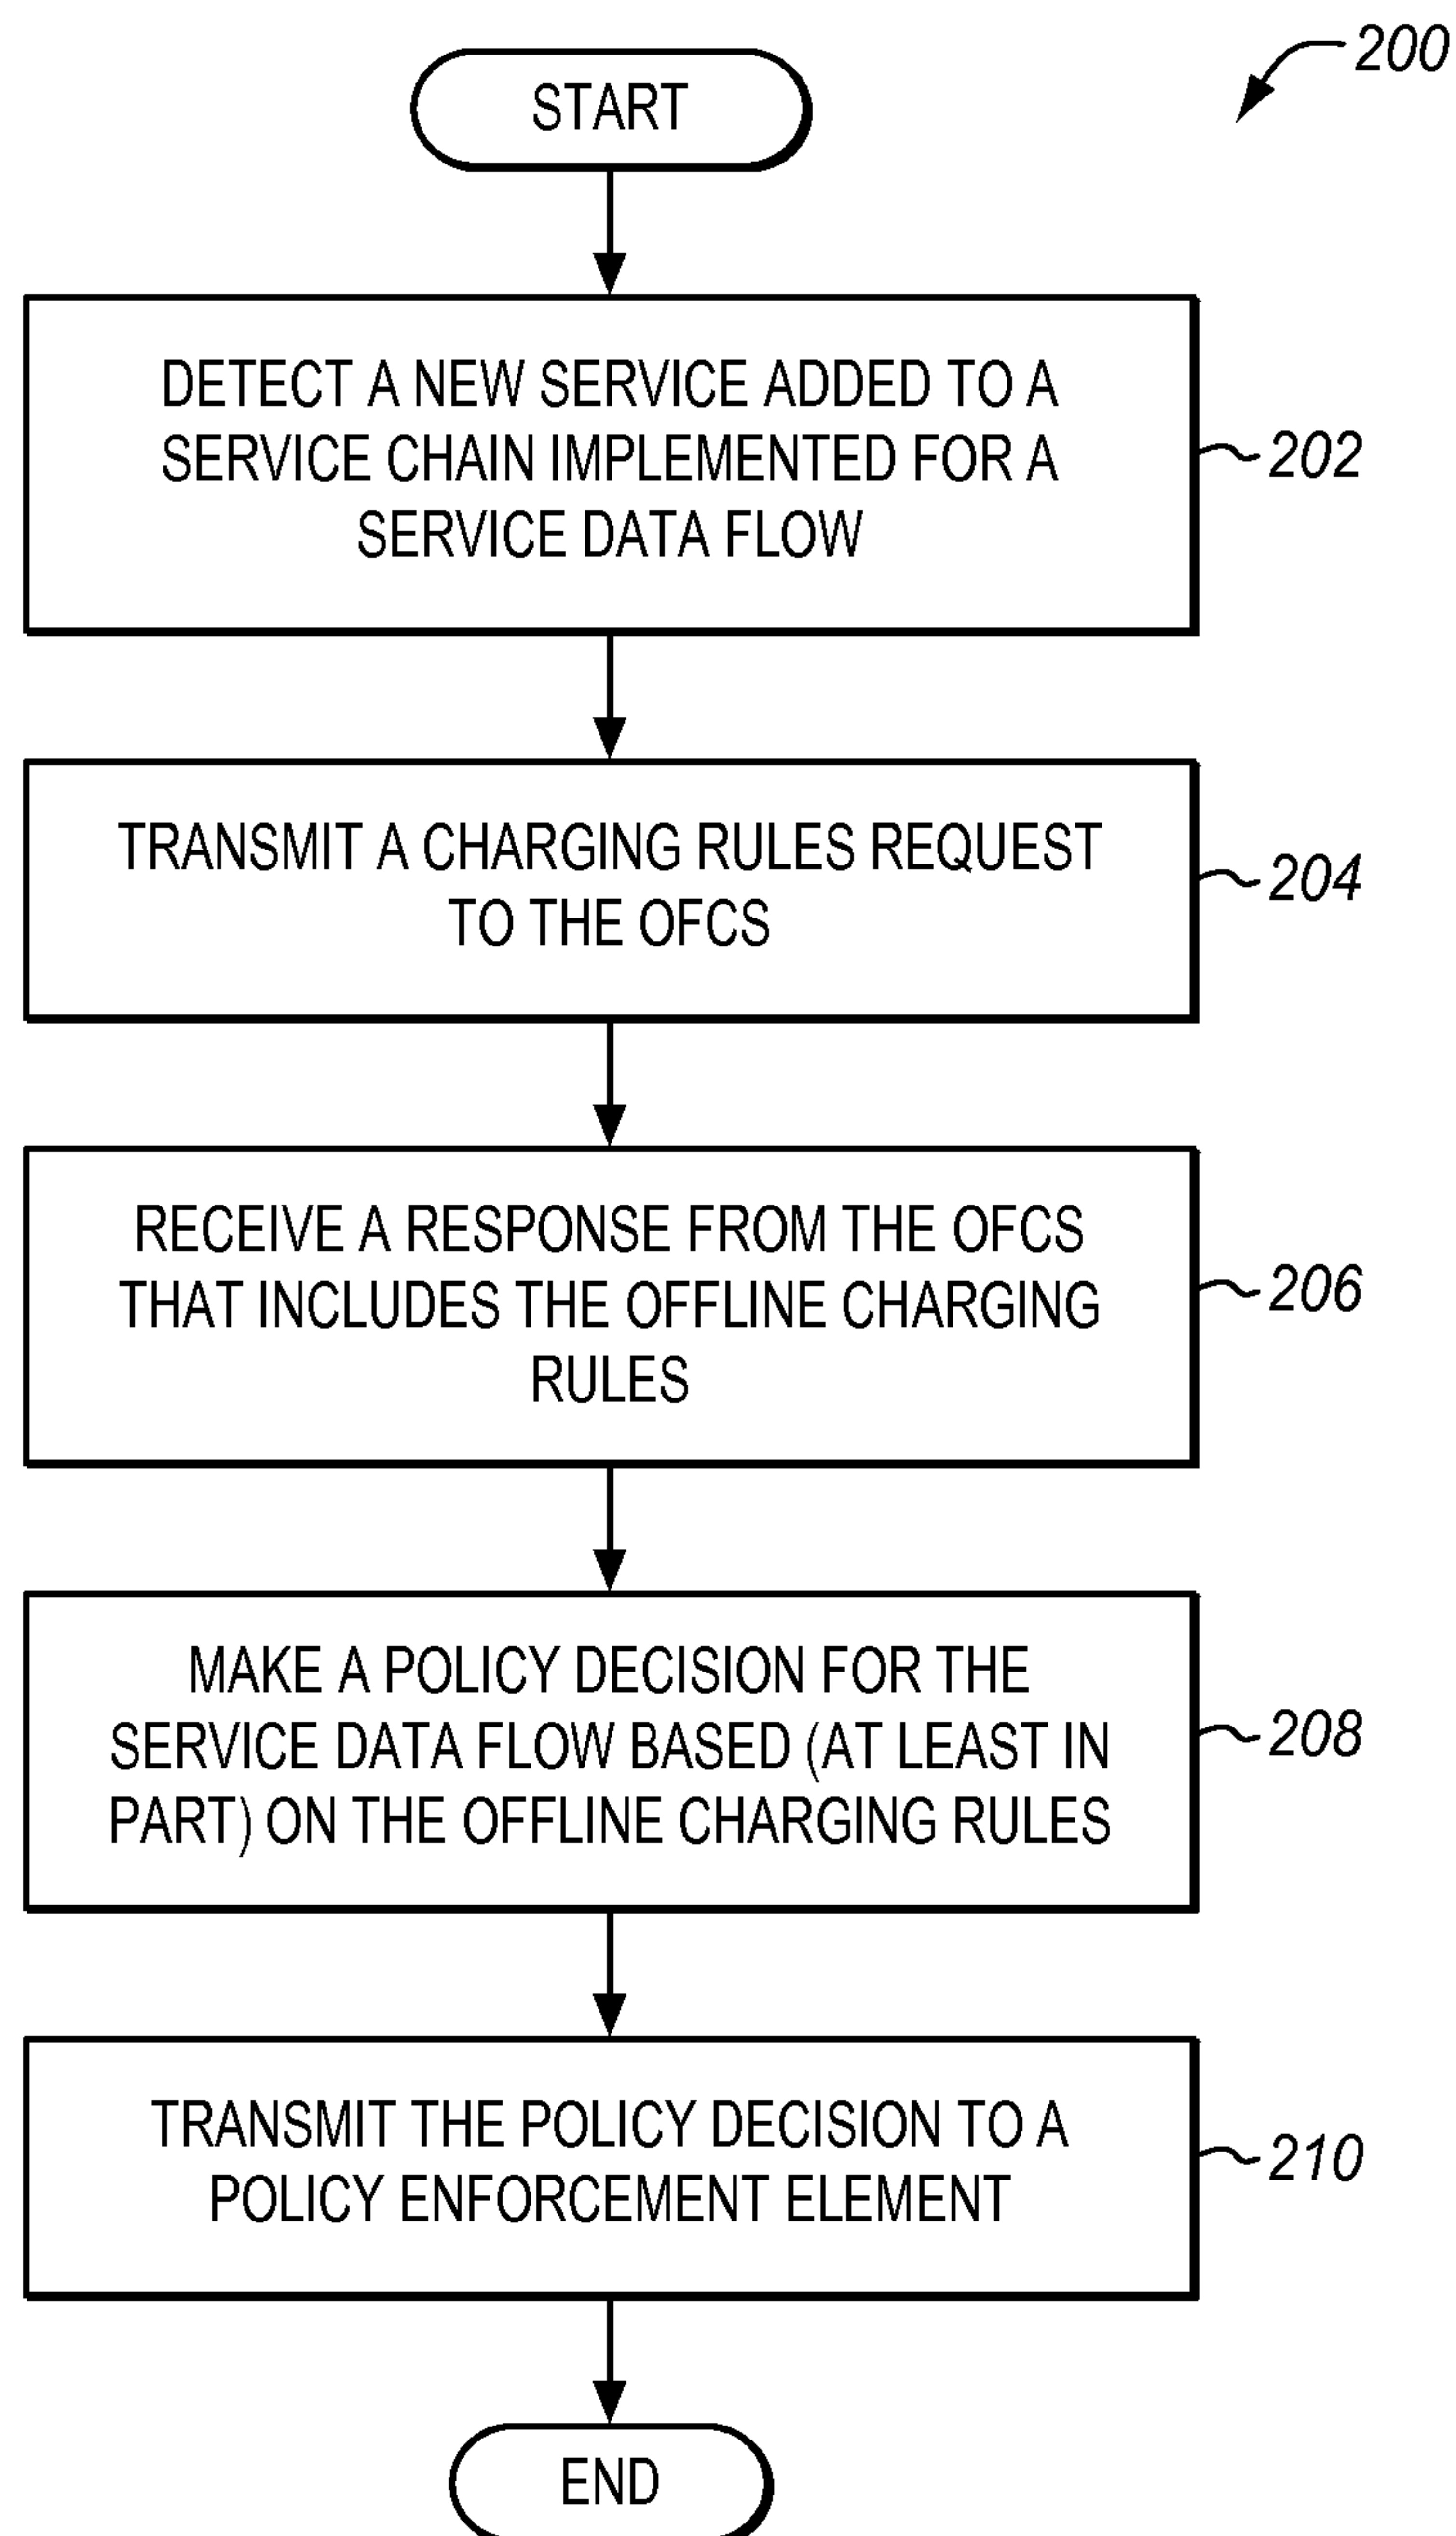 200
START
DETECT A NEW SERVICE ADDED TO A
SERVICE CHAIN IMPLEMENTED FOR A
SERVICE DATA FLOW
202
TRANSMIT A CHARGING RULES REQUEST
TO THE OFCS
204
RECEIVE A RESPONSE FROM THE OFCS
THAT INCLUDES THE OFFLINE CHARGING
RULES
206
MAKE A POLICY DECISION FOR THE
SERVICE DATA FLOW BASED (AT LEAST IN
PART) ON THE OFFLINE CHARGING RULES
208
TRANSMIT THE POLICY DECISION TO A
POLICY ENFORCEMENT ELEMENT
210
END